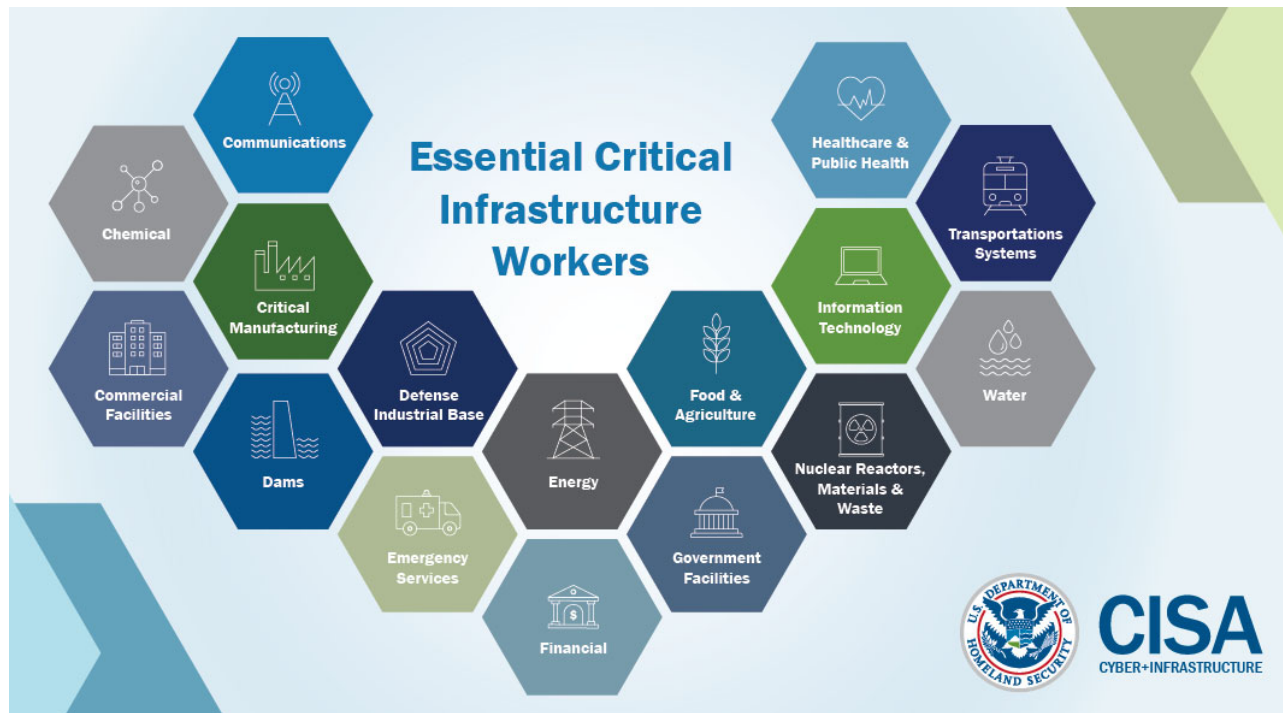 Essential Critical
Infrastructure
Workers
Communications
Chemical
Critical
Manufacturing
Commercial
Facilities
Dams
Defense
Industrial Base
Emergency
Services
Energy
Financial
Food &
Agriculture
Government
Facilities
Healthcare &
Public Health
Information
Technology
Nuclear Reactors,
Materials &
Waste
Transportations
Systems
Water
$
U.S. DEPARTMENT OF
HOMELAND SECURITY
CISA
CYBER+INFRASTRUCTURE